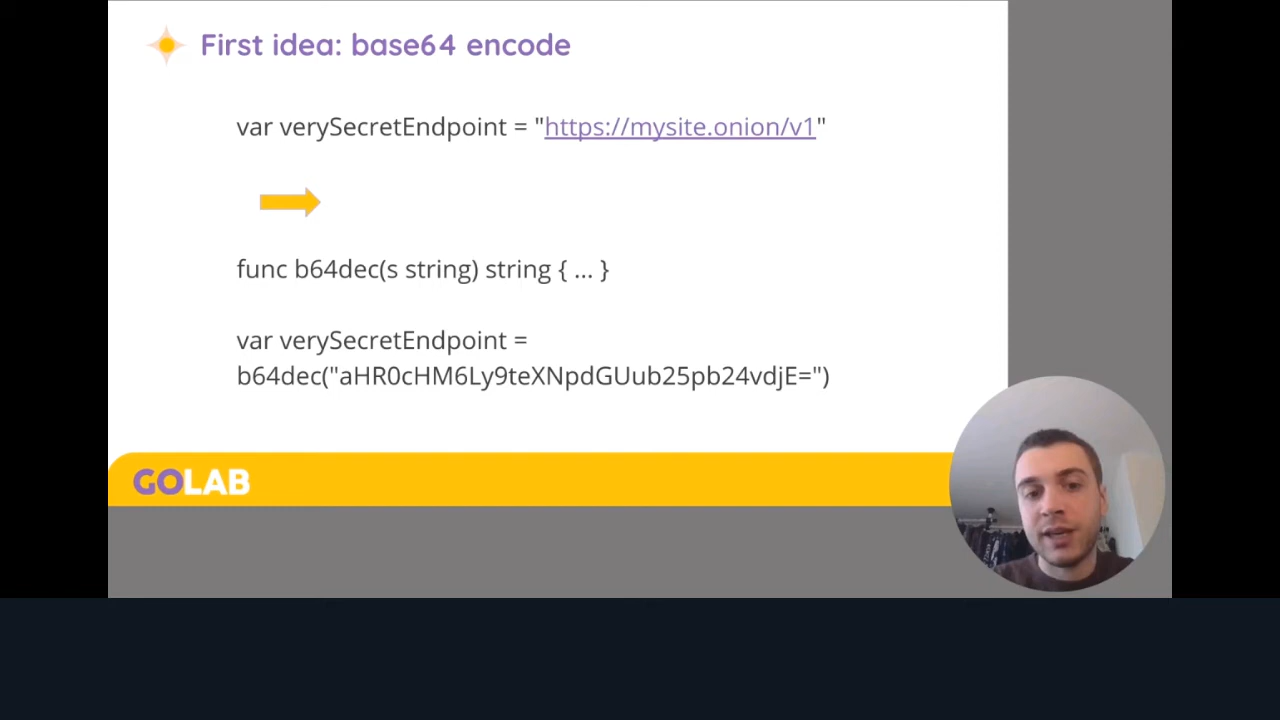 First idea: base64 encode
var verySecretEndpoint = "https://mysite.onion/v1"
func b64dec(s string) string { ... }
var verySecretEndpoint =
b64dec("aHR0cHM6Ly9teXNpdGUub25pb24vdjE=")
GOLAB